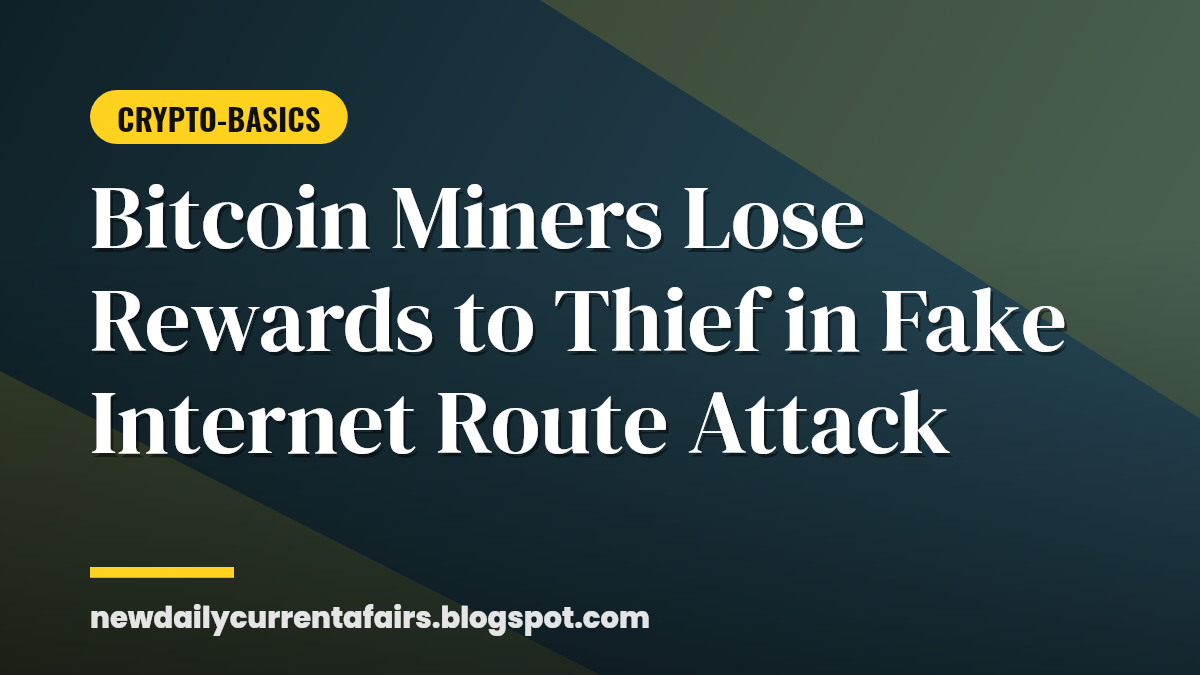 CRYPTO-BASICS
Bitcoin Miners Lose
Rewards to Thief in Fake
Internet Route Attack
newdailycurrentafairs.blogspot.com